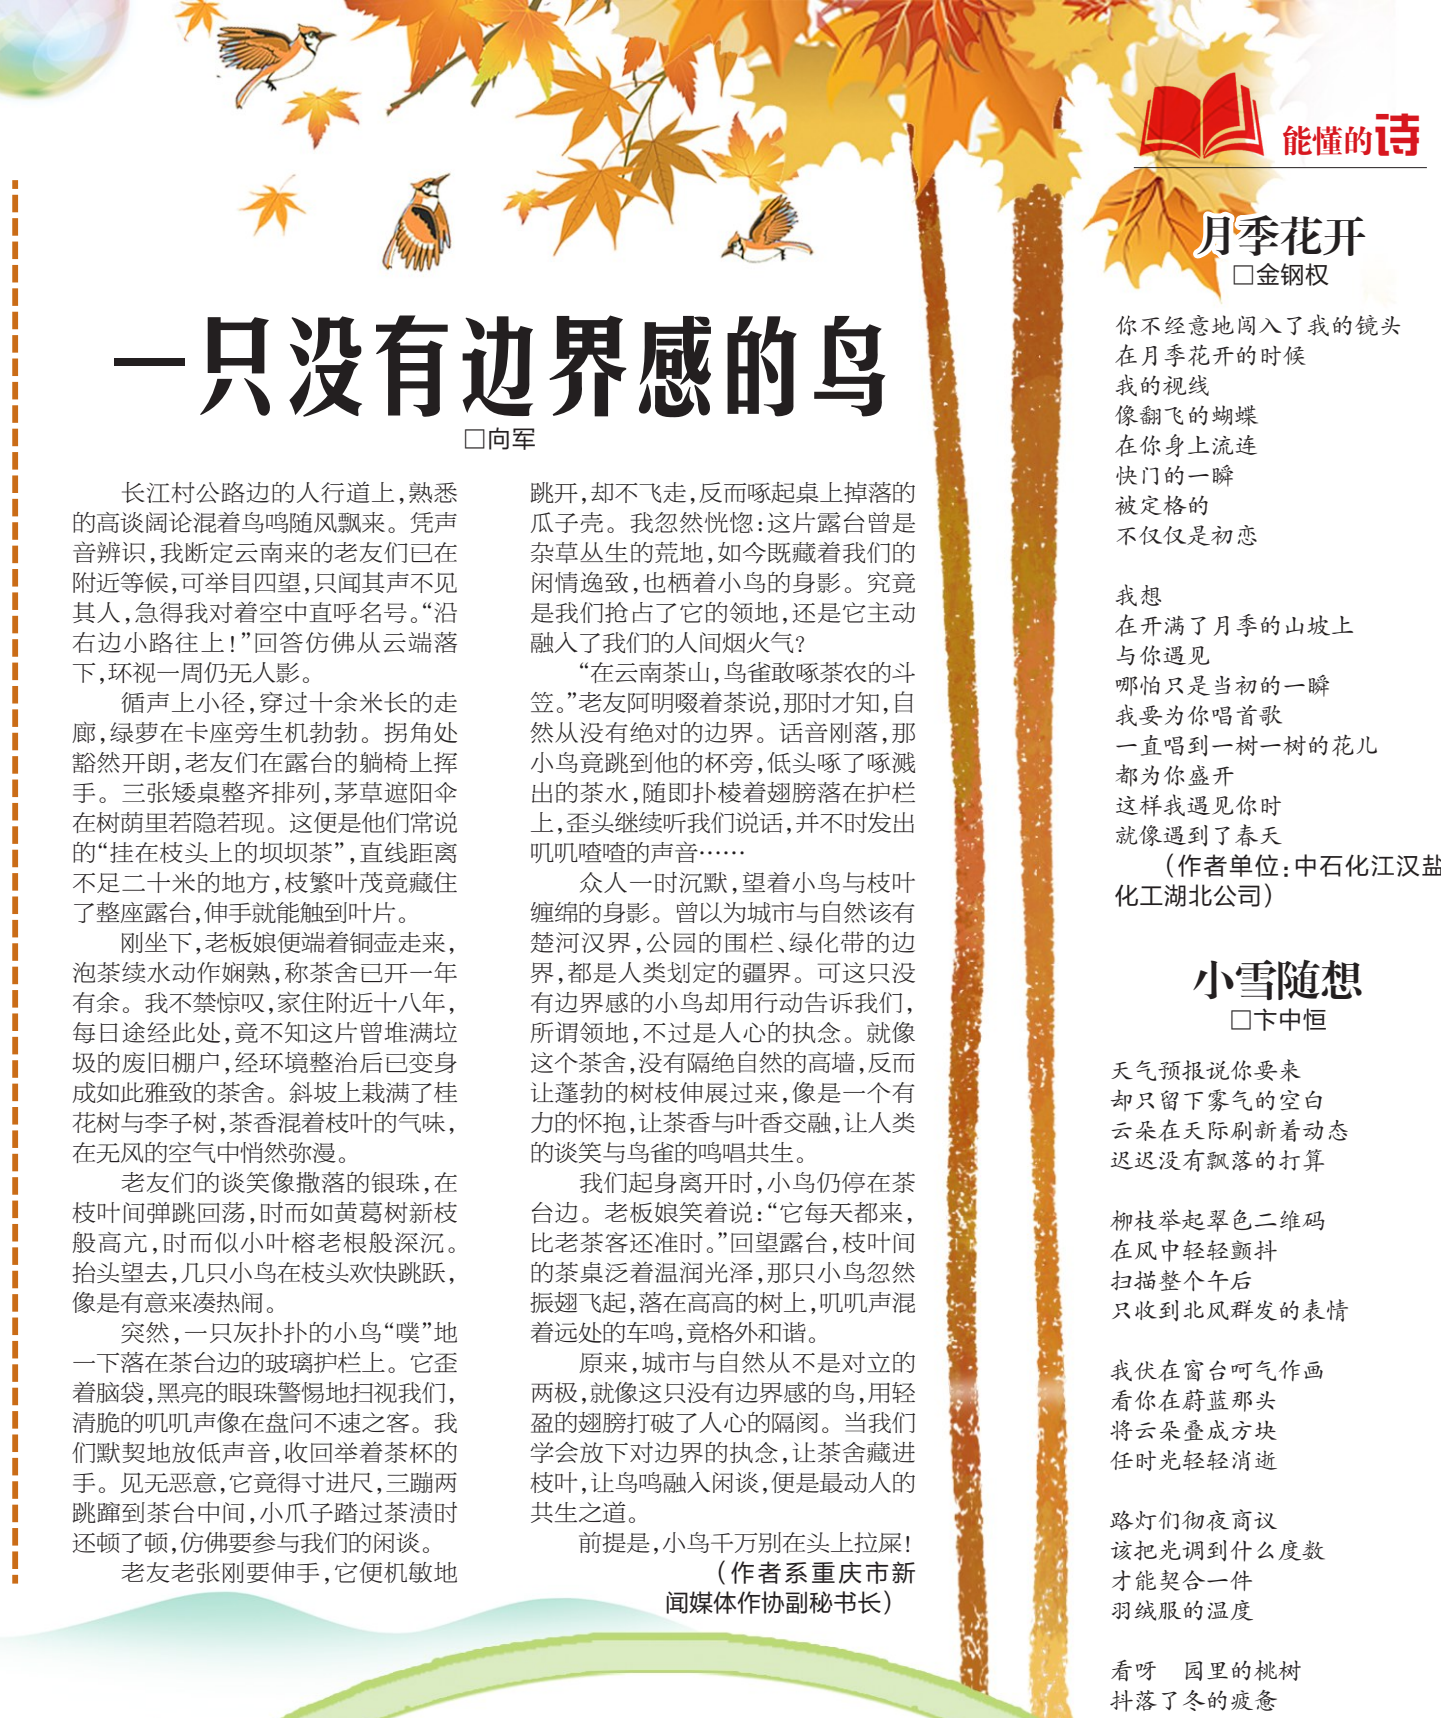 一只没有边界感的鸟
□向军
长江村公路边的人行道上，熟悉
的高谈阔论混着鸟鸣随风飘来。凭声
音辨识，我断定云南来的老友们已在
附近等候，可举目四望，只闻其声不见
其人，急得我对着空中直呼名号。“沿
右边小路往上！”回答仿佛从云端落
下，环视一周仍无人影。
循声上小径，穿过十余米长的走
廊，绿萝在卡座旁生机勃勃。拐角处
豁然开朗，老友们在露台的躺椅上挥
手。三张矮桌整齐排列，茅草遮阳伞
在树荫里若隐若现。这便是他们常说
的“挂在枝头上的坝坝茶”，直线距离
不足二十米的地方，枝繁叶茂竟藏住
了整座露台，伸手就能触到叶片。
刚坐下，老板娘便端着铜壶走来，
泡茶续水动作娴熟，称茶舍已开一年
有余。我不禁惊叹，家住附近十八年，
每日途经此处，竟不知这片曾堆满垃
圾的废旧棚户，经环境整治后已变身
成如此雅致的茶舍。斜坡上栽满了桂
花树与李子树，茶香混着枝叶的气味，
在无风的空气中悄然弥漫。
老友们的谈笑像撒落的银珠，在
枝叶间弹跳回荡，时而如黄葛树新枝
般高亢，时而似小叶榕老根般深沉。
抬头望去，几只小鸟在枝头欢快跳跃，
像是有意来凑热闹。
突然，一只灰扑扑的小鸟“噗”地
一下落在茶台边的玻璃护栏上。它歪
着脑袋，黑亮的眼珠警惕地扫视我们，
清脆的叽叽声像在盘问不速之客。我
们默契地放低声音，收回举着茶杯的
手。见无恶意，它竟得寸进尺，三蹦两
跳蹿到茶台中间，小爪子踏过茶渍时
还顿了顿，仿佛要参与我们的闲谈。
老友老张刚要伸手，它便机敏地
跳开，却不飞走，反而啄起桌上掉落的
瓜子壳。我忽然恍惚：这片露台曾是
杂草丛生的荒地，如今既藏着我们的
闲情逸致，也栖着小鸟的身影。究竟
是我们抢占了它的领地，还是它主动
融入了我们的人间烟火气？
“在云南茶山，鸟雀敢啄茶农的斗
笠。”老友阿明啜着茶说，那时才知，自
然从没有绝对的边界。话音刚落，那
小鸟竟跳到他的杯旁，低头啄了啄溅
出的茶水，随即扑棱着翅膀落在护栏
上，歪头继续听我们说话，并不时发出
叽叽喳喳的声音……
众人一时沉默，望着小鸟与枝叶
缠绵的身影。曾以为城市与自然该有
楚河汉界，公园的围栏、绿化带的边
界，都是人类划定的疆界。可这只没
有边界感的小鸟却用行动告诉我们，
所谓领地，不过是人心的执念。就像
这个茶舍，没有隔绝自然的高墙，反而
让蓬勃的树枝伸展过来，像是一个有
力的怀抱，让茶香与叶香交融，让人类
的谈笑与鸟雀的鸣唱共生。
我们起身离开时，小鸟仍停在茶
台边。老板娘笑着说：“它每天都来，
比老茶客还准时。”回望露台，枝叶间
的茶桌泛着温润光泽，那只小鸟忽然
振翅飞起，落在高高的树上，叽叽声混
着远处的车鸣，竟格外和谐。
原来，城市与自然从不是对立的
两极，就像这只没有边界感的鸟，用轻
盈的翅膀打破了人心的隔阂。当我们
学会放下对边界的执念，让茶舍藏进
枝叶，让鸟鸣融入闲谈，便是最动人的
共生之道。
前提是，小鸟千万别在头上拉屎！
（作者系重庆市新
闻媒体作协副秘书长）
能懂的诗
月季花开
□金钢权
你不经意地闯入了我的镜头
在月季花开的时候
我的视线
像翻飞的蝴蝶
在你身上流连
快门的一瞬
被定格的
不仅仅是初恋
我想
在开满了月季的山坡上
与你遇见
哪怕只是当初的一瞬
我要为你唱首歌
一直唱到一树一树的花儿
都为你盛开
这样我遇见你时
就像遇到了春天
（作者单位：中石化江汉盐
化工湖北公司）
小雪随想
□卞中恒
天气预报说你要来
却只留下雾气的空白
云朵在天际刷新着动态
迟迟没有飘落的打算
柳枝举起翠色二维码
在风中轻轻颤抖
扫描整个午后
只收到北风群发的表情
我伏在窗台呵气作画
看你在蔚蓝那头
将云朵叠成方块
任时光轻轻消逝
路灯们彻夜商议
该把光调到什么度数
才能契合一件
羽绒服的温度
看呀　园里的桃树
抖落了冬的疲惫